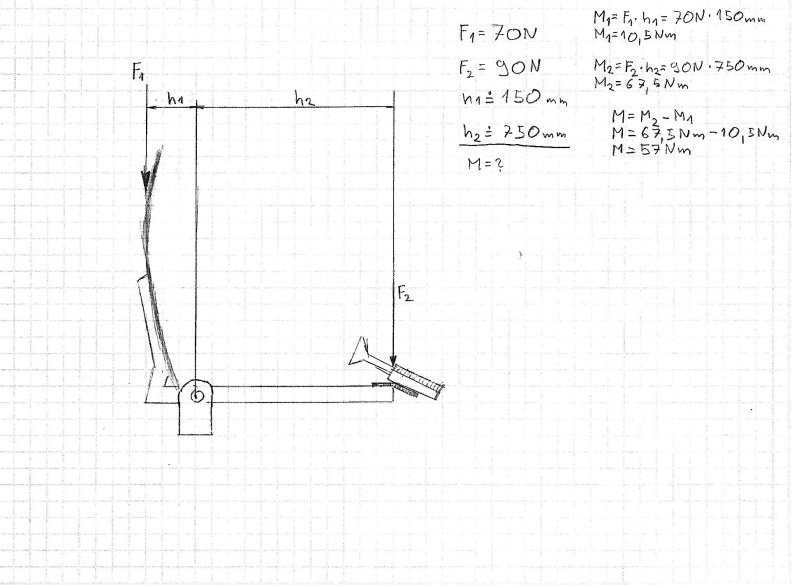 F1
h1
h2
F2
F1 = 70N
F2 = 90N
h1 ≐ 150 mm
h2 ≐ 750 mm
M = ?
M1 = F1 · h1 = 70N · 150 mm
M1 = 10,5 Nm
M2 = F2 · h2 = 90N · 750 mm
M2 = 67,5 Nm
M = M2 - M1
M = 67,5 Nm - 10,5 Nm
M = 57 Nm